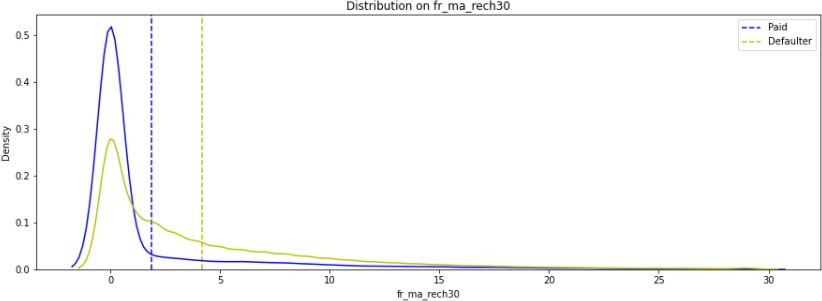 Distribution on fr_ma_rech30
Paid
Defaulter
Density
0.5
0.4
0.3
0.2
0.1
0.0
0 5 10 15 20 25 30
fr_ma_rech30